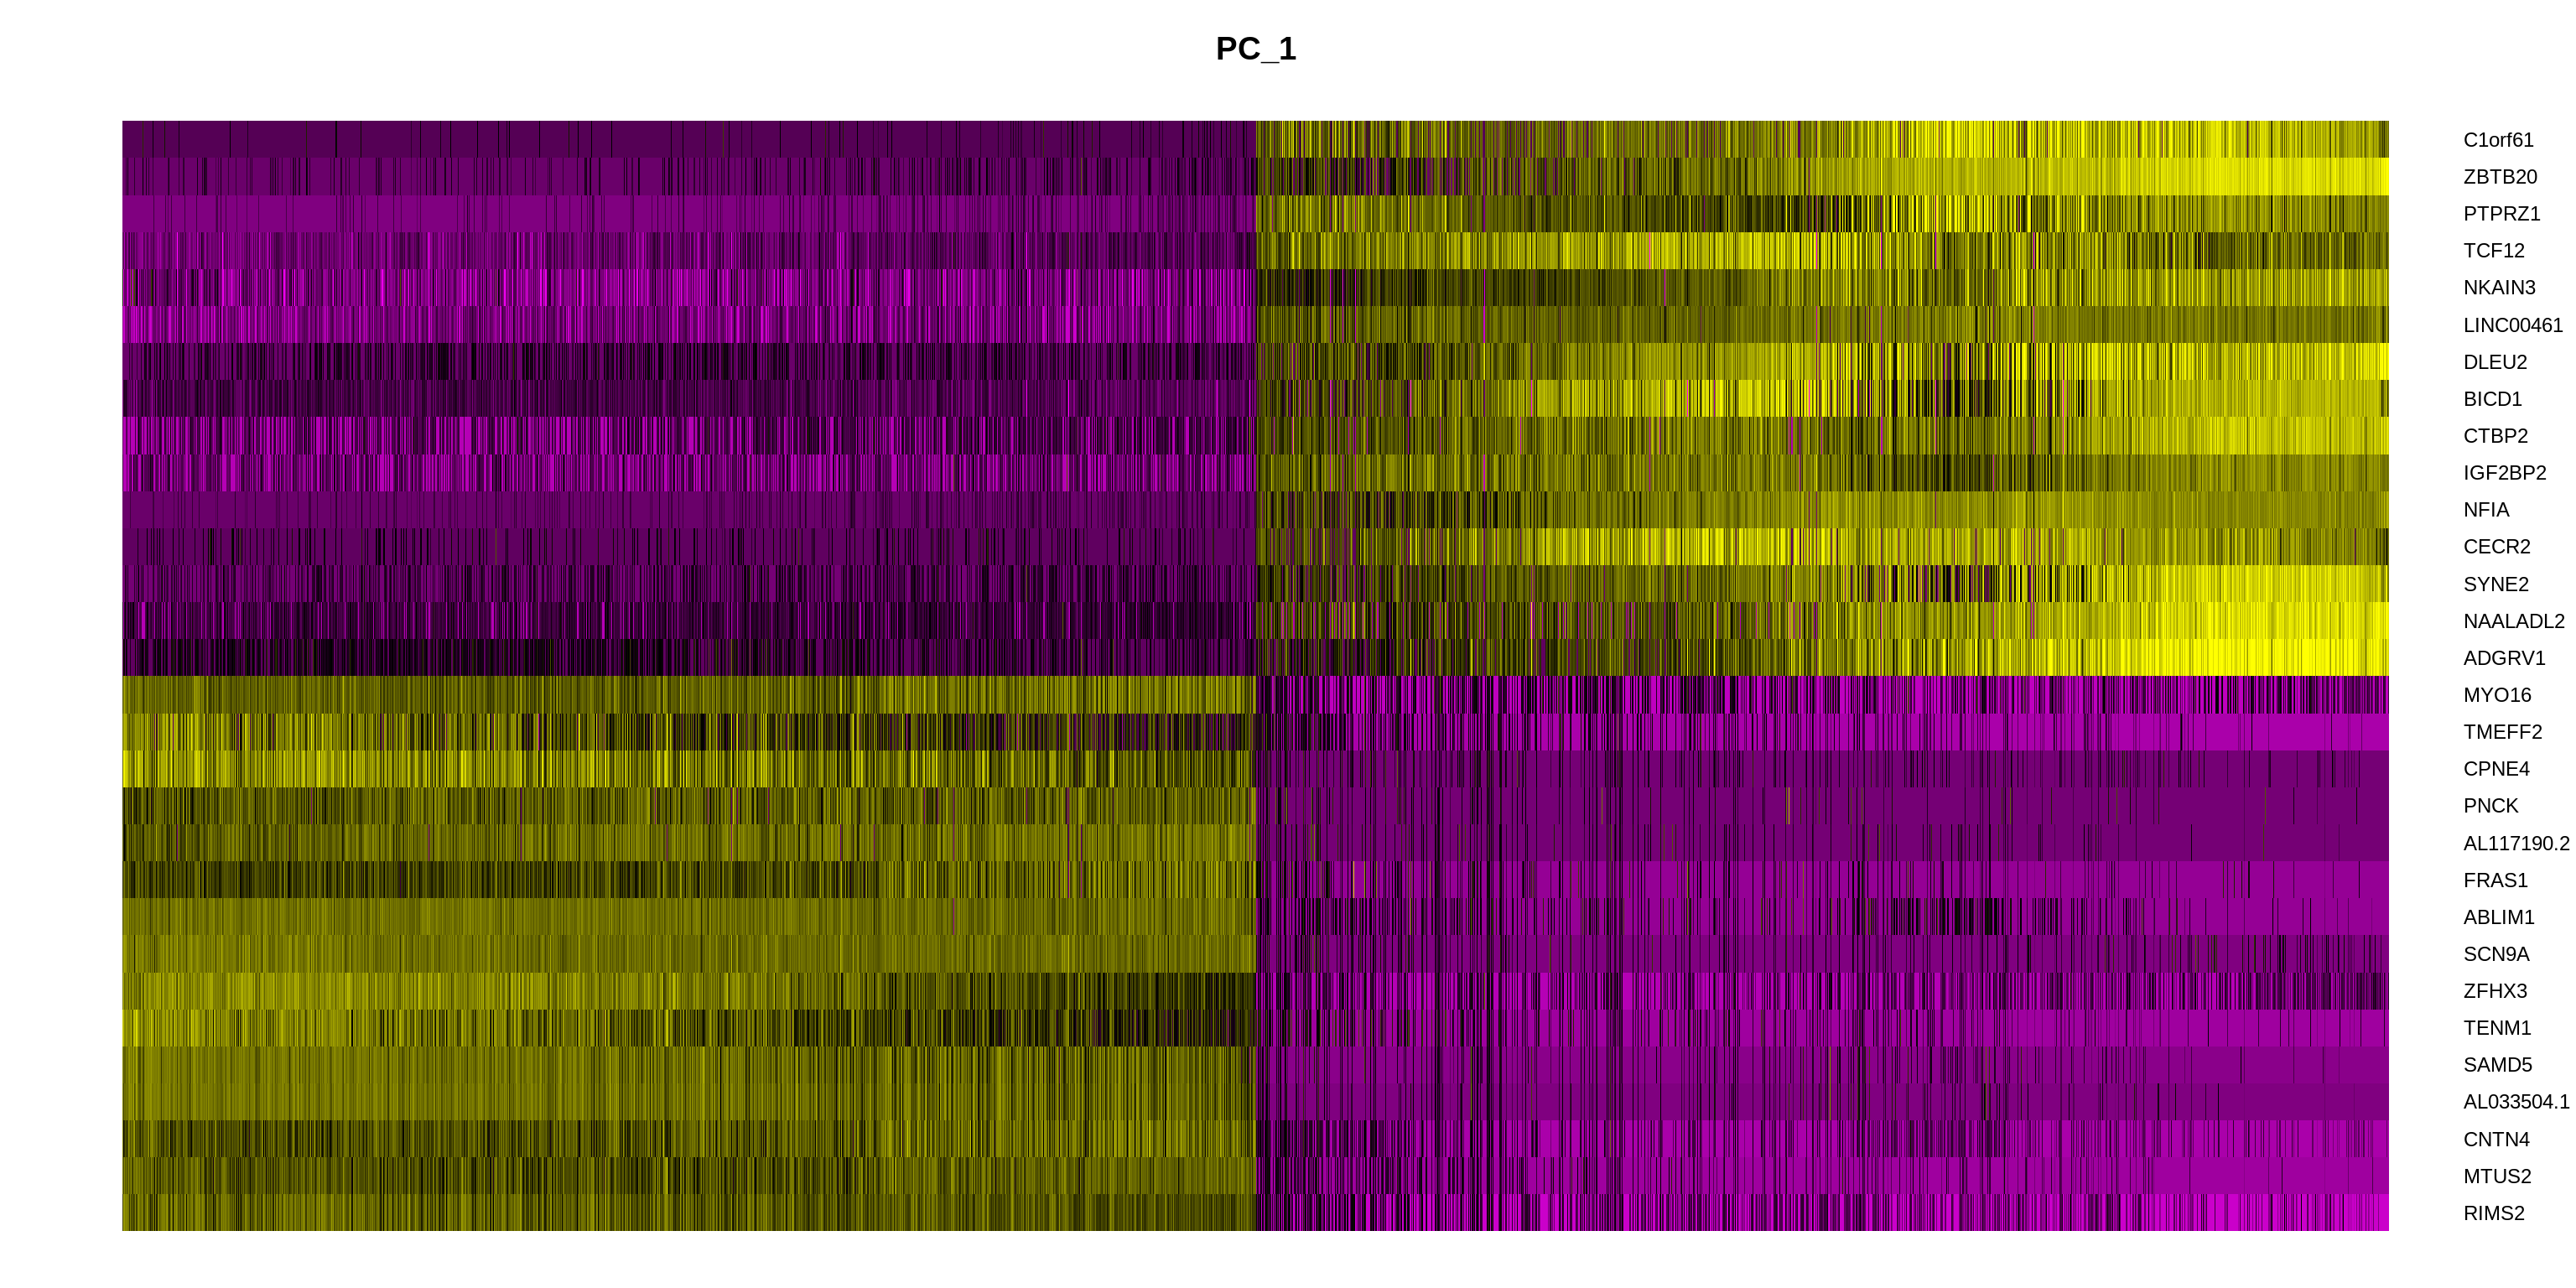 PC_1
C1orf61
ZBTB20
PTPRZ1
TCF12
NKAIN3
LINC00461
DLEU2
BICD1
CTBP2
IGF2BP2
NFIA
CECR2
SYNE2
NAALADL2
ADGRV1
MYO16
TMEFF2
CPNE4
PNCK
AL117190.2
FRAS1
ABLIM1
SCN9A
ZFHX3
TENM1
SAMD5
AL033504.1
CNTN4
MTUS2
RIMS2